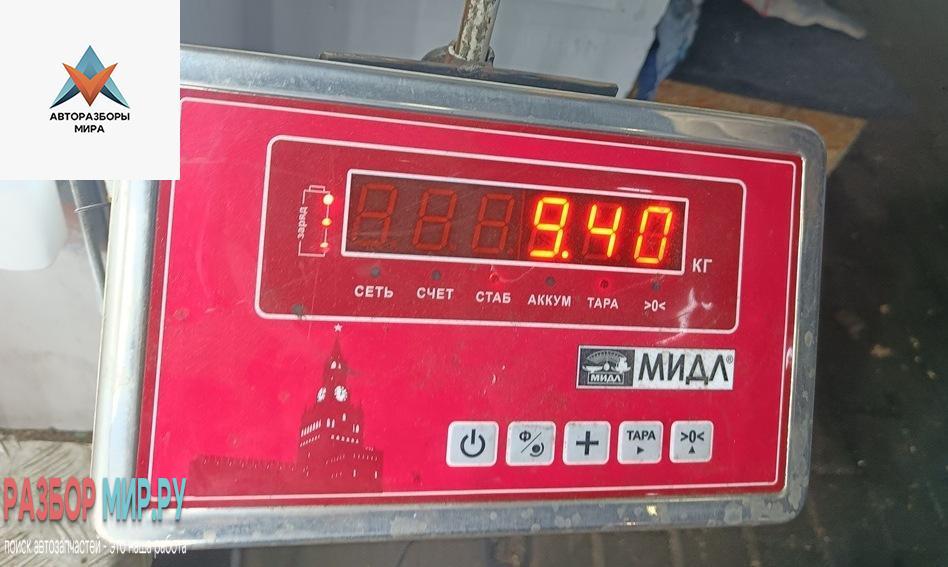 АВТОРАЗБОРЫ
МИРА
заряд
9.40
КГ
СЕТЬ СЧЕТ СТАБ АККУМ ТАРА >0<
МИДЛ МИДЛ®
Ф
ТАРА >0<
РАЗБОР МИР.РУ
поиск автозапчастей - это наша работа